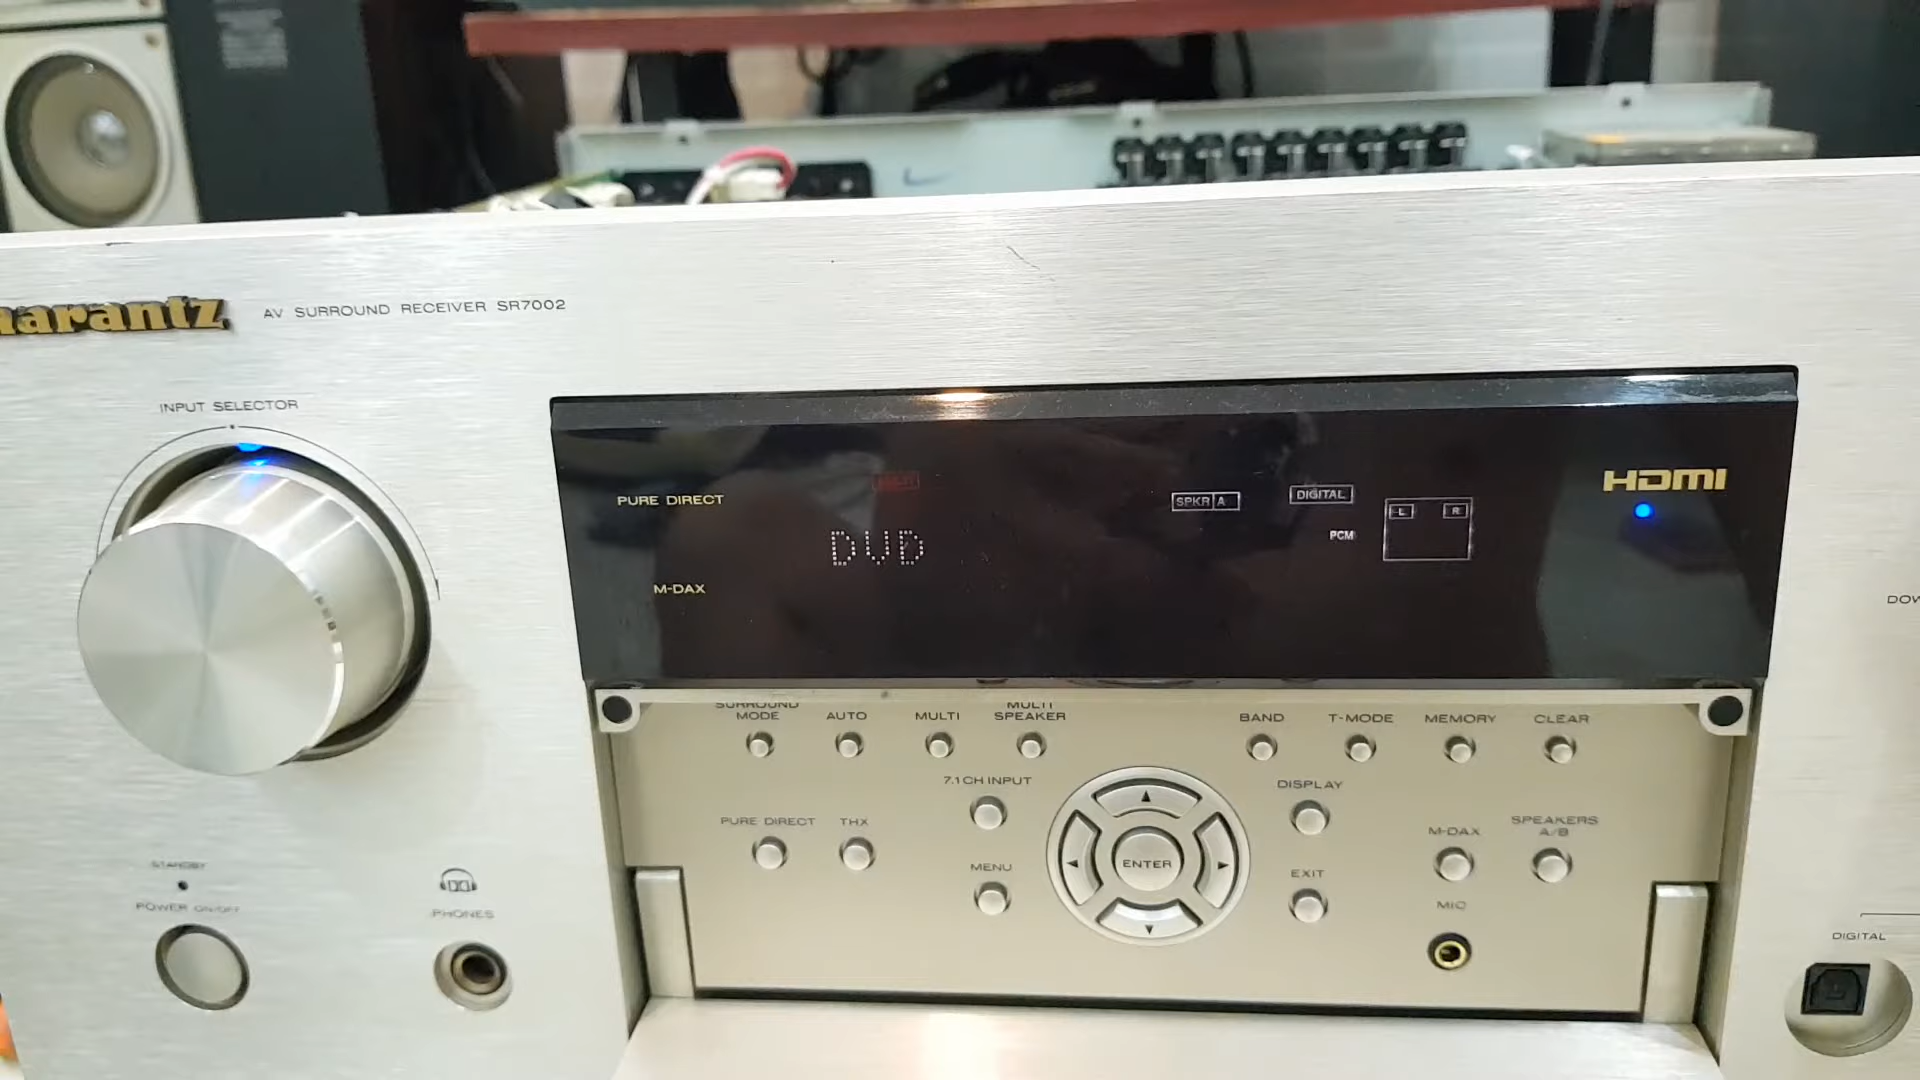 marantz AV SURROUND RECEIVER SR7002
INPUT SELECTOR
PURE DIRECT
SPKR A
DIGITAL
L R
HDMI
PCM
DVD
M-DAX
DOW
SURROUND MODE
AUTO
MULTI
MULTI SPEAKER
BAND
T-MODE
MEMORY
CLEAR
7.1CH INPUT
DISPLAY
PURE DIRECT
THX
M-DAX
SPEAKERS A/B
MENU
ENTER
EXIT
MIC
STANDBY
POWER ON/OFF
PHONES
DIGITAL